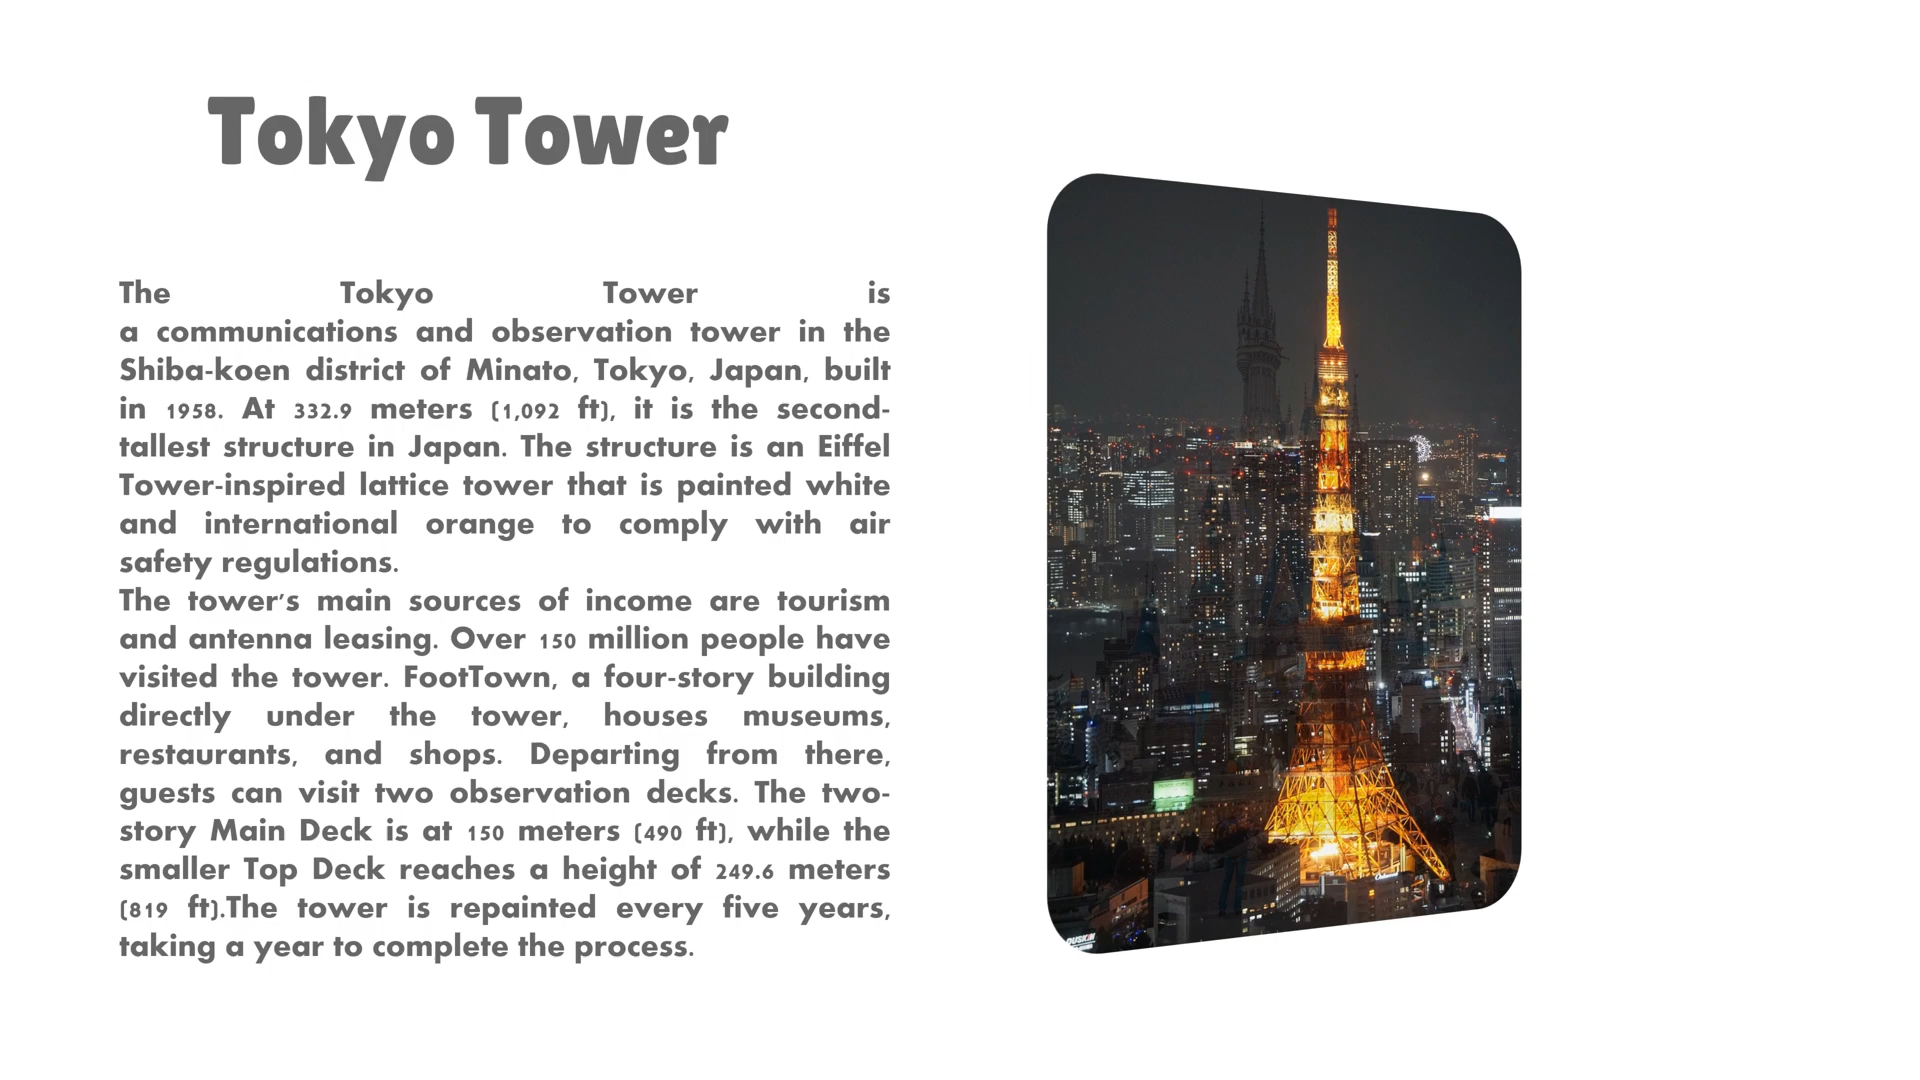 Tokyo Tower
The Tokyo Tower is
a communications and observation tower in the
Shiba-koen district of Minato, Tokyo, Japan, built
in 1958. At 332.9 meters (1,092 ft), it is the second-
tallest structure in Japan. The structure is an Eiffel
Tower-inspired lattice tower that is painted white
and international orange to comply with air
safety regulations.
The tower's main sources of income are tourism
and antenna leasing. Over 150 million people have
visited the tower. FootTown, a four-story building
directly under the tower, houses museums,
restaurants, and shops. Departing from there,
guests can visit two observation decks. The two-
story Main Deck is at 150 meters (490 ft), while the
smaller Top Deck reaches a height of 249.6 meters
(819 ft).The tower is repainted every five years,
taking a year to complete the process.